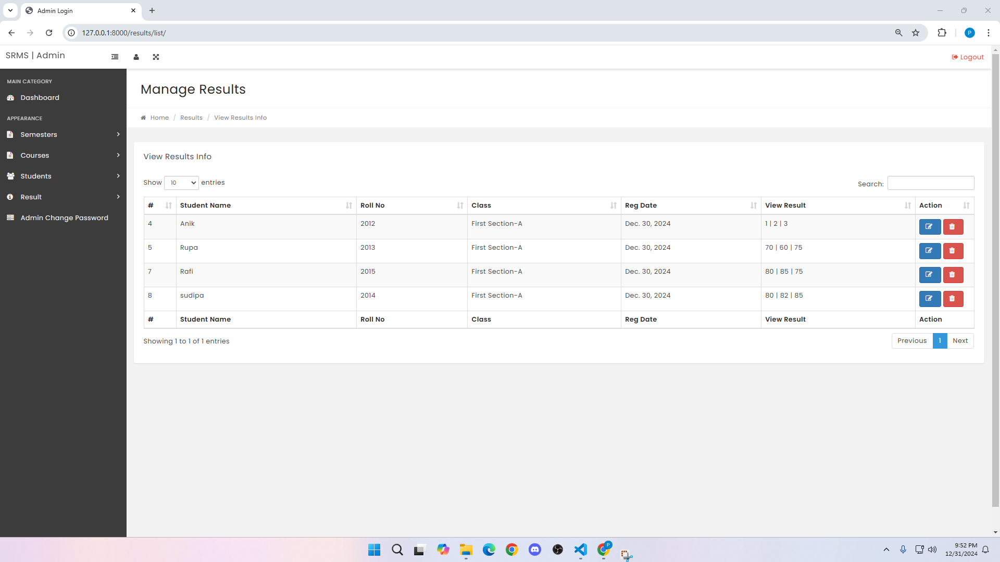 Admin Login
127.0.0.1:8000/results/list/
P
SRMS | Admin
Logout
MAIN CATEGORY
Dashboard
APPEARANCE
Semesters
Courses
Students
Result
Admin Change Password
Manage Results
Home / Results / View Results Info
View Results Info
Show 10 entries
Search:
# Student Name Roll No Class Reg Date View Result Action
4 Anik 2012 First Section-A Dec. 30, 2024 1 | 2 | 3
5 Rupa 2013 First Section-A Dec. 30, 2024 70 | 60 | 75
7 Rafi 2015 First Section-A Dec. 30, 2024 80 | 85 | 75
8 sudipa 2014 First Section-A Dec. 30, 2024 80 | 82 | 85
# Student Name Roll No Class Reg Date View Result Action
Showing 1 to 1 of 1 entries
Previous 1 Next
P
9:52 PM
12/31/2024